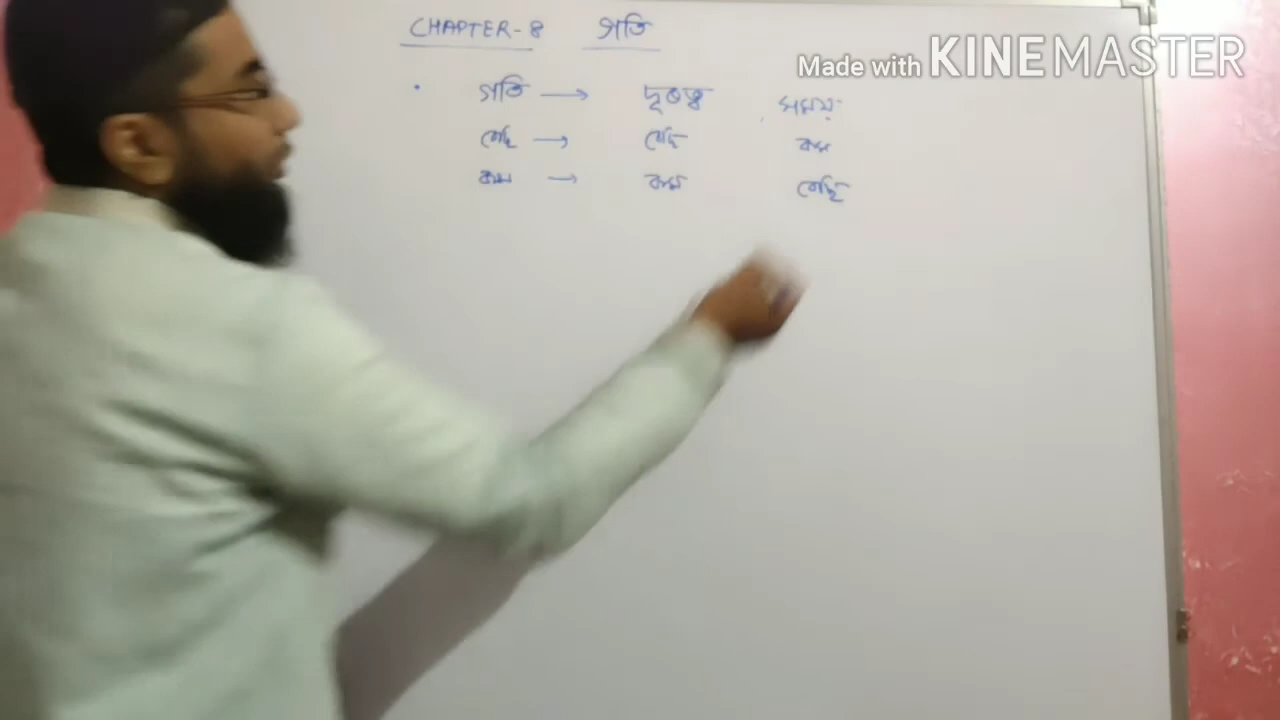 CHAPTER-8 গতি
Made with KINEMASTER
• গতি → দূরত্ব সময়
বেশি → বেশি কম
কম → কম বেশি